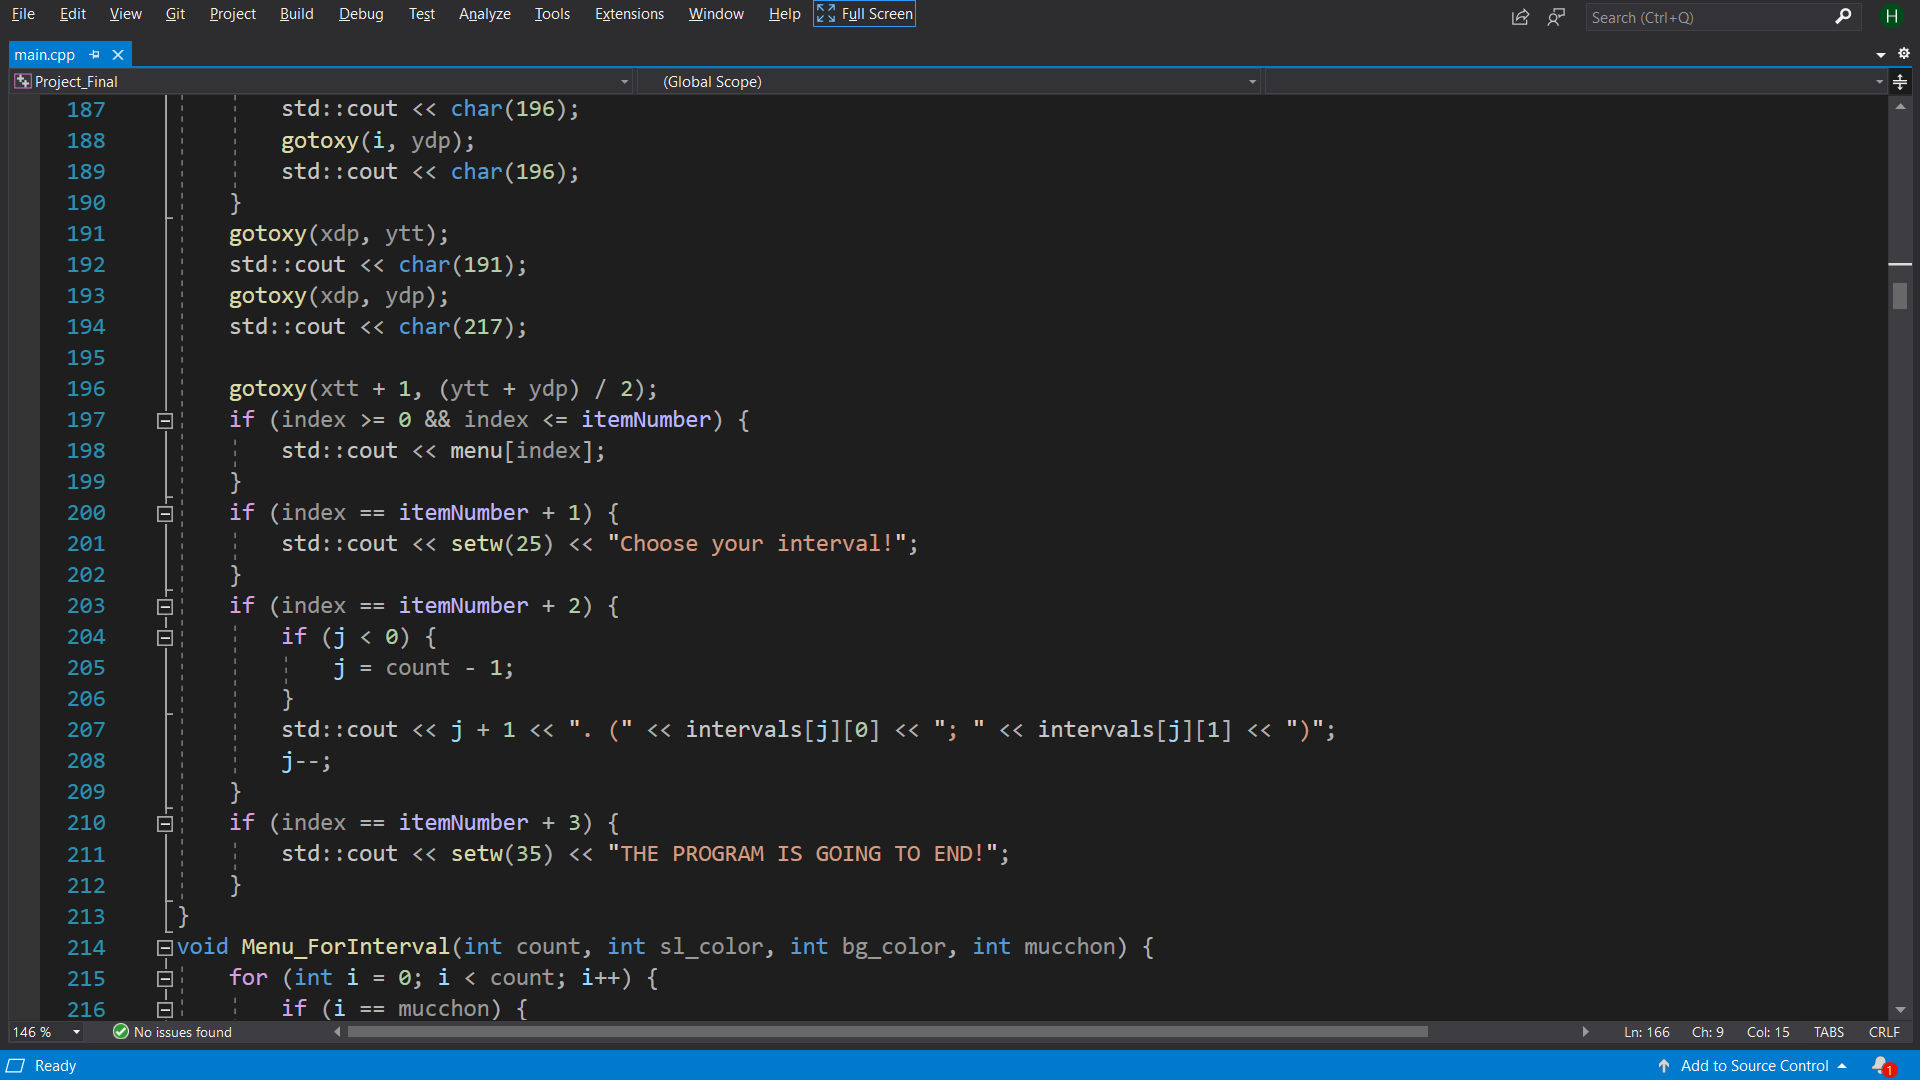 File Edit View Git Project Build Debug Test Analyze Tools Extensions Window Help Full Screen Search (Ctrl+Q) H
main.cpp
Project_Final (Global Scope)
187 std::cout << char(196);
188 gotoxy(i, ydp);
189 std::cout << char(196);
190 }
191 gotoxy(xdp, ytt);
192 std::cout << char(191);
193 gotoxy(xdp, ydp);
194 std::cout << char(217);
195
196 gotoxy(xtt + 1, (ytt + ydp) / 2);
197 if (index >= 0 && index <= itemNumber) {
198 std::cout << menu[index];
199 }
200 if (index == itemNumber + 1) {
201 std::cout << setw(25) << "Choose your interval!";
202 }
203 if (index == itemNumber + 2) {
204 if (j < 0) {
205 j = count - 1;
206 }
207 std::cout << j + 1 << ". (" << intervals[j][0] << "; " << intervals[j][1] << ")";
208 j--;
209 }
210 if (index == itemNumber + 3) {
211 std::cout << setw(35) << "THE PROGRAM IS GOING TO END!";
212 }
213 }
214 void Menu_ForInterval(int count, int sl_color, int bg_color, int mucchon) {
215 for (int i = 0; i < count; i++) {
216 if (i == mucchon) {
146 % No issues found Ln: 166 Ch: 9 Col: 15 TABS CRLF
Ready Add to Source Control 1